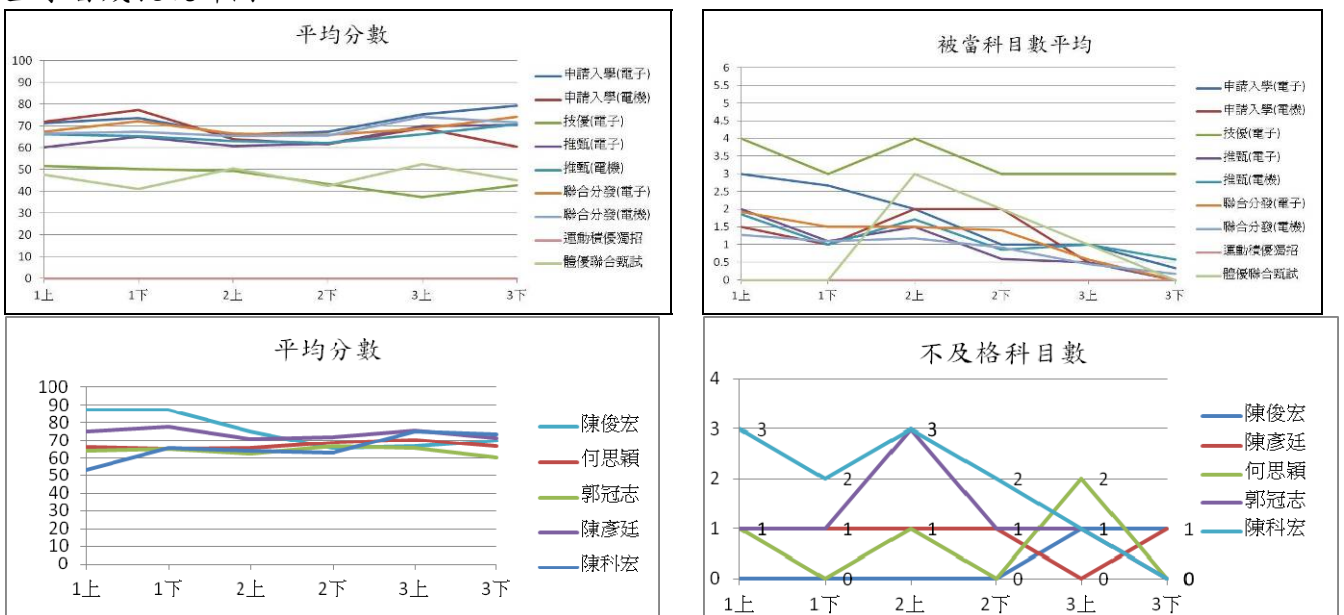 平均分數
100
90
80
70
60
50
40
30
20
10
0
1上 1下 2上 2下 3上 3下
申請入學(電子)
申請入學(電機)
技優(電子)
推甄(電子)
推甄(電機)
聯合分發(電子)
聯合分發(電機)
運動積優獨招
體優聯合甄試
被當科目數平均
6
5.5
5
4.5
4
3.5
3
2.5
2
1.5
1
0.5
0
1上 1下 2上 2下 3上 3下
申請入學(電子)
申請入學(電機)
技優(電子)
推甄(電子)
推甄(電機)
聯合分發(電子)
聯合分發(電機)
運動積優獨招
體優聯合甄試
平均分數
100
90
80
70
60
50
40
30
20
10
0
1上 1下 2上 2下 3上 3下
陳俊宏
何思穎
郭冠志
陳彥廷
陳科宏
不及格科目數
4
3
2
1
0
3 3
2 2 2
1 1 1 1 1 1
0 0 0 0
1上 1下 2上 2下 3上 3下
陳俊宏
陳彥廷
何思穎
郭冠志
陳科宏